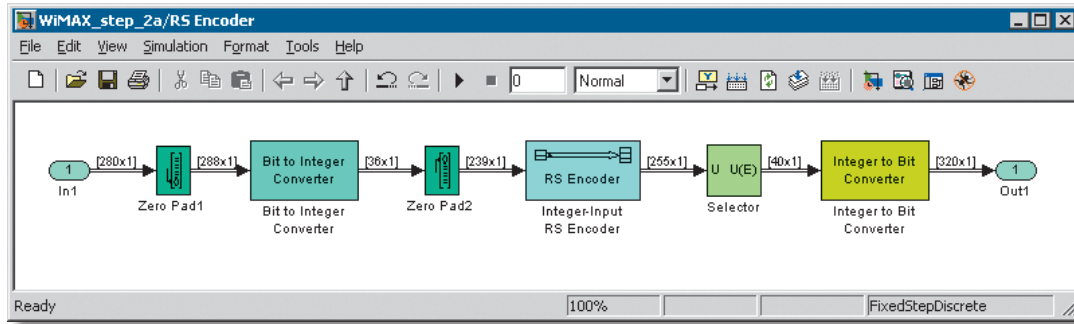 WiMAX_step_2a/RS Encoder
File Edit View Simulation Format Tools Help
0 Normal
[280x1] [288x1] [36x1] [239x1] [255x1] [40x1] [320x1]
1 Bit to Integer Converter RS Encoder U U(E) Integer to Bit Converter 1
In1 Zero Pad1 Bit to Integer Converter Zero Pad2 Integer-Input RS Encoder Selector Integer to Bit Converter Out1
Ready 100% FixedStepDiscrete